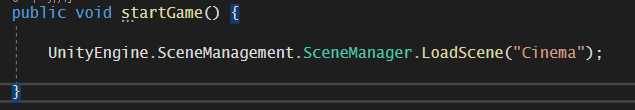 public void startGame() {
UnityEngine.SceneManagement.SceneManager.LoadScene("Cinema");
}